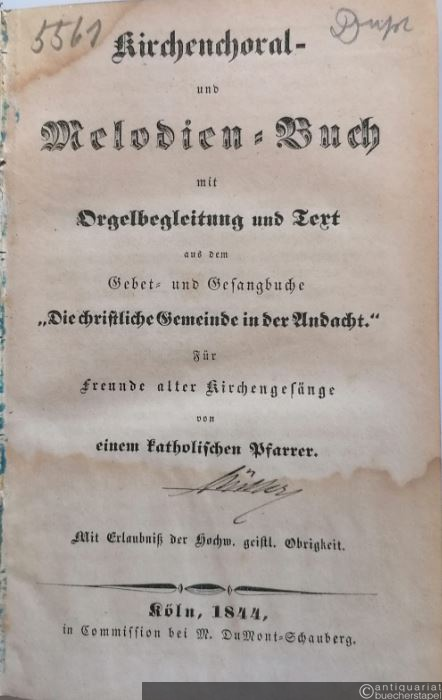 5561
Dupl
Kirchenchoral-
und
Melodien-Buch
mit
Orgelbegleitung und Text
aus dem
Gebet- und Gesangbuche
„Die christliche Gemeinde in der Andacht."
Für
Freunde alter Kirchengesänge
von
einem katholischen Pfarrer.
Mit Erlaubniß der Hochw. geistl. Obrigkeit.
Köln, 1844,
in Commission bei M. DuMont-Schauberg.
© antiquariat
buecherstapel